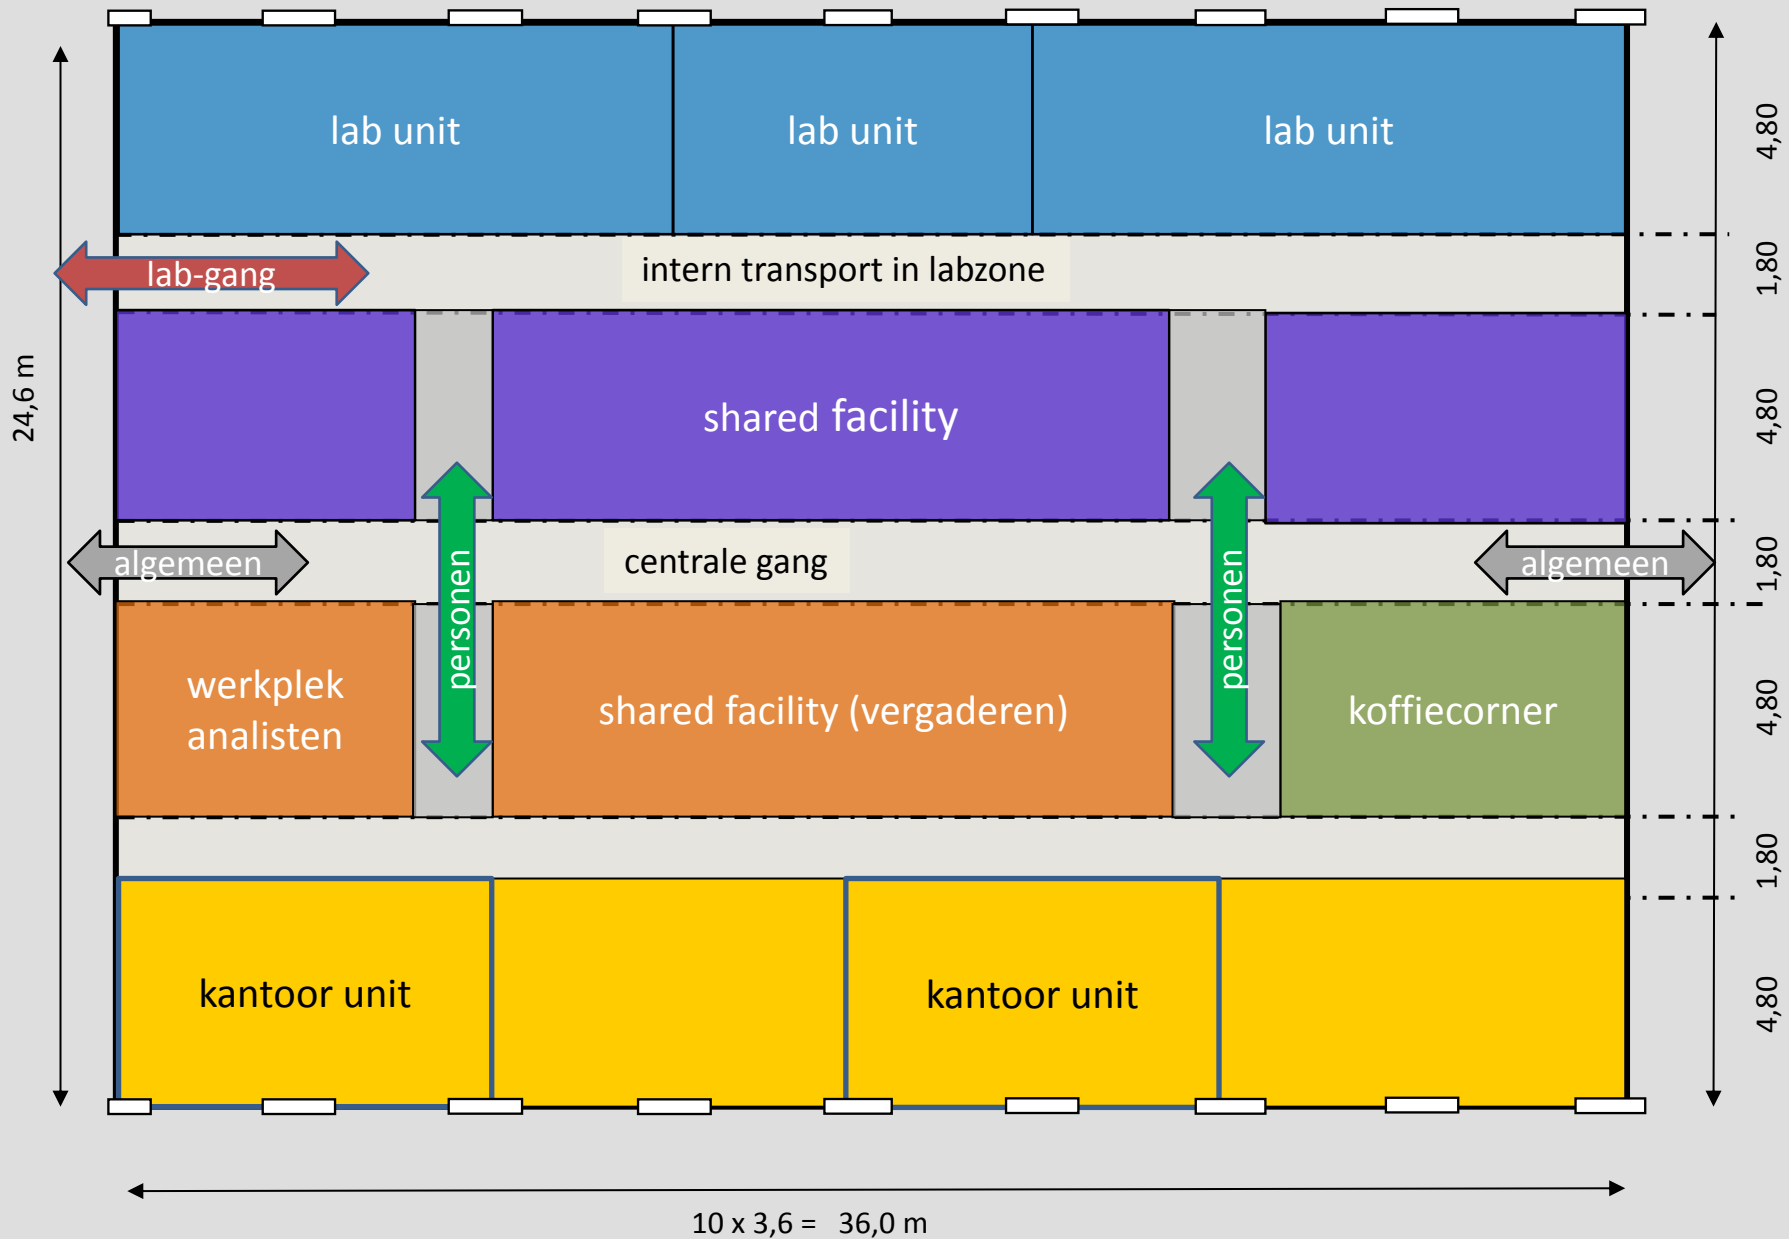 lab unit
lab unit
lab unit
4,80
lab-gang
intern transport in labzone
1,80
24,6 m
shared facility
4,80
algemeen
personen
centrale gang
personen
algemeen
1,80
werkplek
analisten
shared facility (vergaderen)
koffiecorner
4,80
1,80
kantoor unit
kantoor unit
4,80
10 x 3,6 = 36,0 m